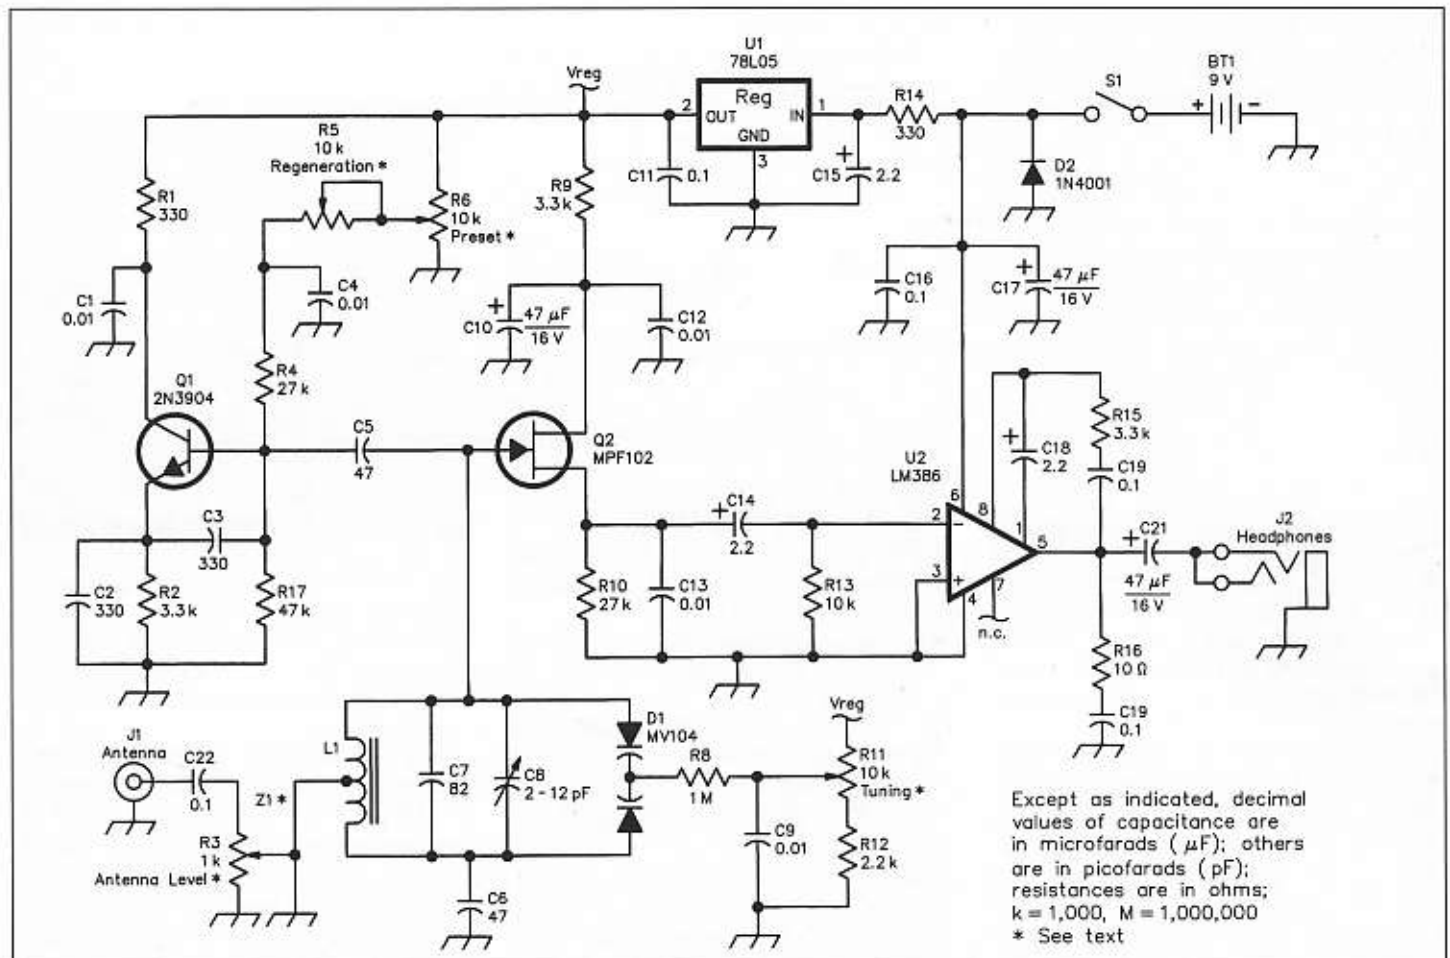 U1
78L05
Vreg
Reg
2
OUT
IN
1
GND
3
R14
330
S1
BT1
9 V
+
-
R5
10 k
Regeneration *
R1
330
R6
10 k
Preset *
R9
3.3 k
C11
0.1
+
C15
2.2
D2
1N4001
C1
0.01
C4
0.01
+
C10
47 µF
16 V
C12
0.01
C16
0.1
+
C17
47 µF
16 V
Q1
2N3904
R4
27 k
C5
47
Q2
MPF102
U2
LM386
+
C18
2.2
R15
3.3 k
C19
0.1
6
8
1
5
2
-
3
+
4
7
n.c.
C3
330
C2
330
R2
3.3 k
R17
47 k
+
C14
2.2
R10
27 k
C13
0.01
R13
10 k
+
C21
47 µF
16 V
J2
Headphones
R16
10 Ω
C19
0.1
J1
Antenna
C22
0.1
R3
1 k
Antenna Level *
Z1 *
L1
C7
82
C8
2-12 pF
D1
MV104
R8
1 M
Vreg
R11
10 k
Tuning *
C9
0.01
R12
2.2 k
C6
47
Except as indicated, decimal
values of capacitance are
in microfarads ( µF); others
are in picofarads ( pF);
resistances are in ohms;
k = 1,000, M = 1,000,000
* See text